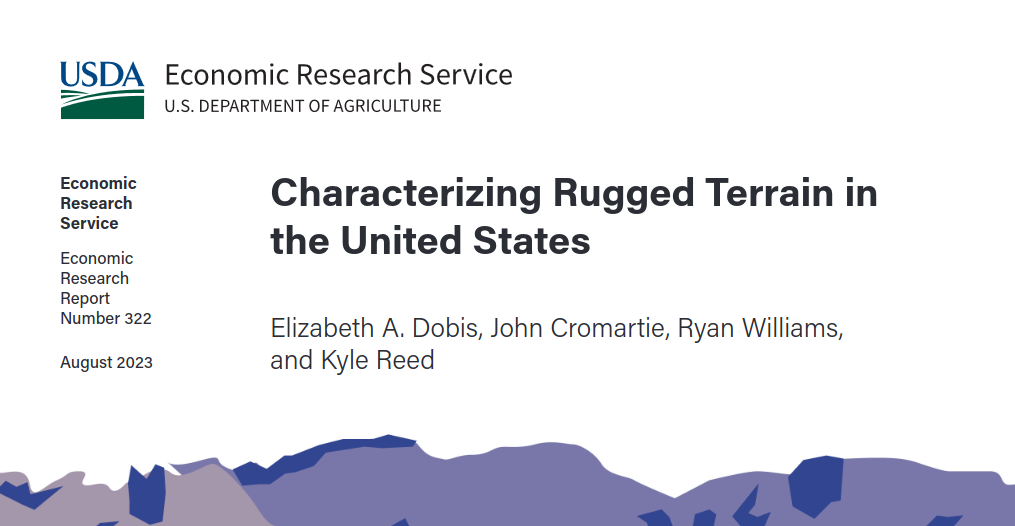 USDA
Economic Research Service
U.S. DEPARTMENT OF AGRICULTURE
Economic
Research
Service
Economic
Research
Report
Number 322
August 2023
Characterizing Rugged Terrain in
the United States
Elizabeth A. Dobis, John Cromartie, Ryan Williams,
and Kyle Reed